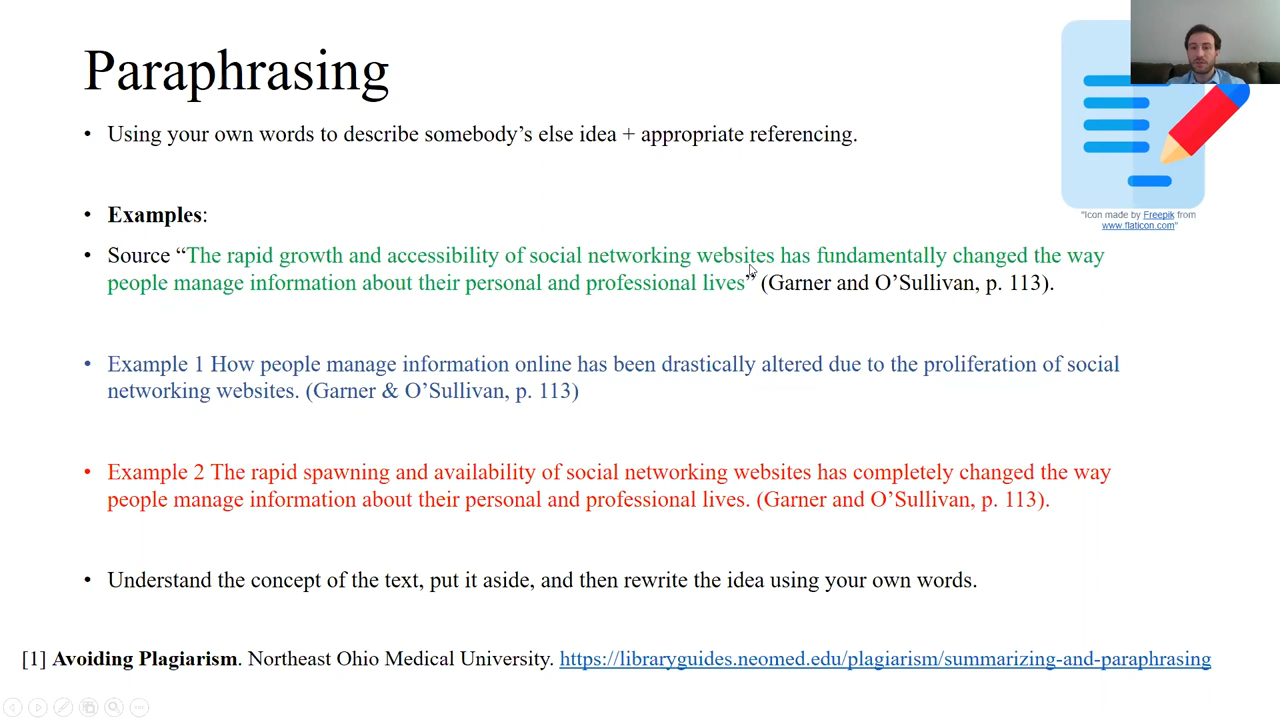 Paraphrasing
• Using your own words to describe somebody’s else idea + appropriate referencing.
"Icon made by Freepik from
www.flaticon.com"
• Examples:
• Source “The rapid growth and accessibility of social networking websites has fundamentally changed the way
people manage information about their personal and professional lives” (Garner and O’Sullivan, p. 113).
• Example 1 How people manage information online has been drastically altered due to the proliferation of social
networking websites. (Garner & O’Sullivan, p. 113)
• Example 2 The rapid spawning and availability of social networking websites has completely changed the way
people manage information about their personal and professional lives. (Garner and O’Sullivan, p. 113).
• Understand the concept of the text, put it aside, and then rewrite the idea using your own words.
[1] Avoiding Plagiarism. Northeast Ohio Medical University. https://libraryguides.neomed.edu/plagiarism/summarizing-and-paraphrasing